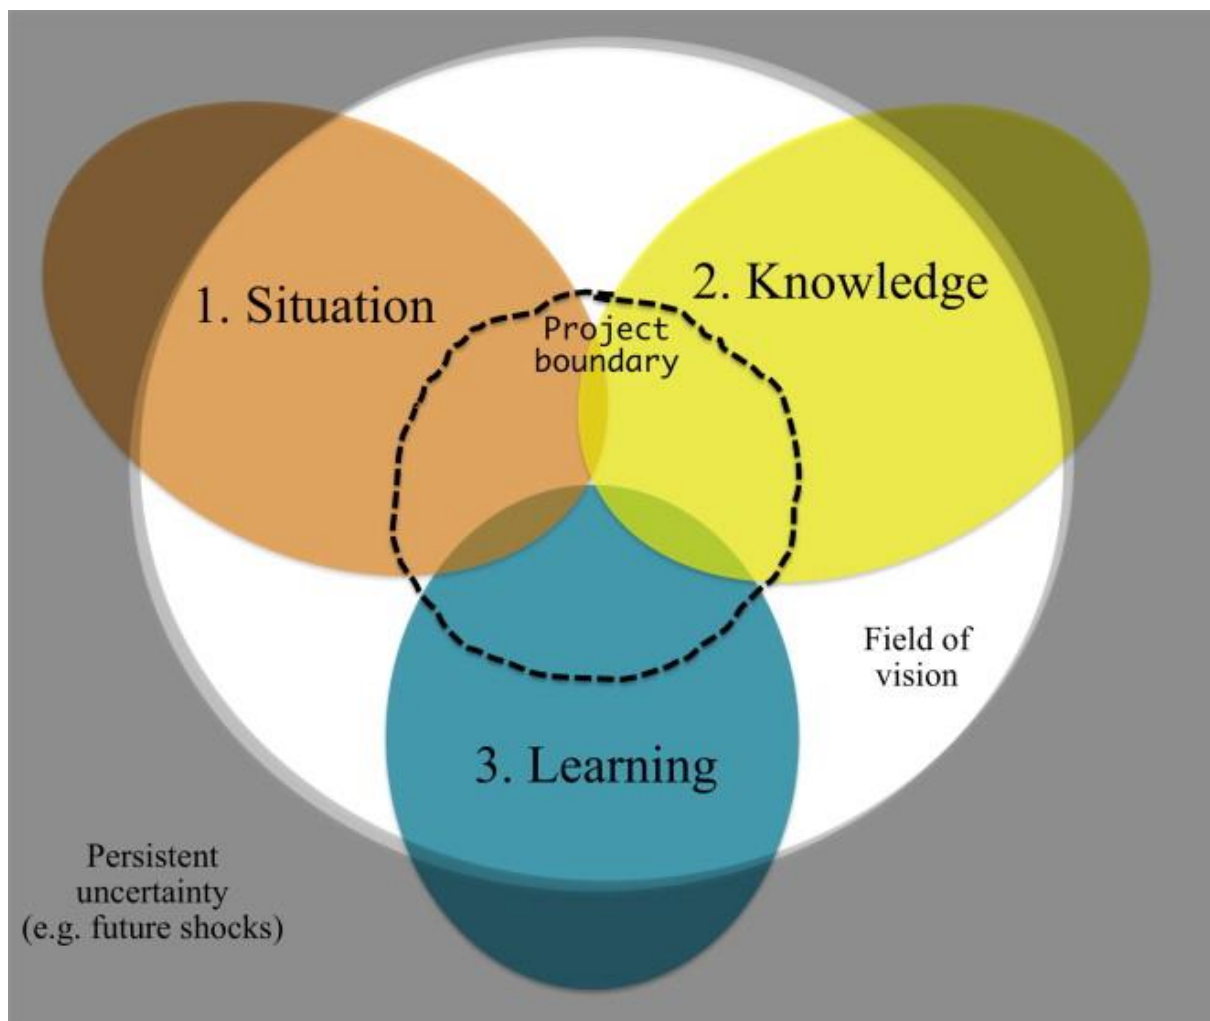 1. Situation
2. Knowledge
Project
boundary
Field of
vision
3. Learning
Persistent
uncertainty
(e.g. future shocks)